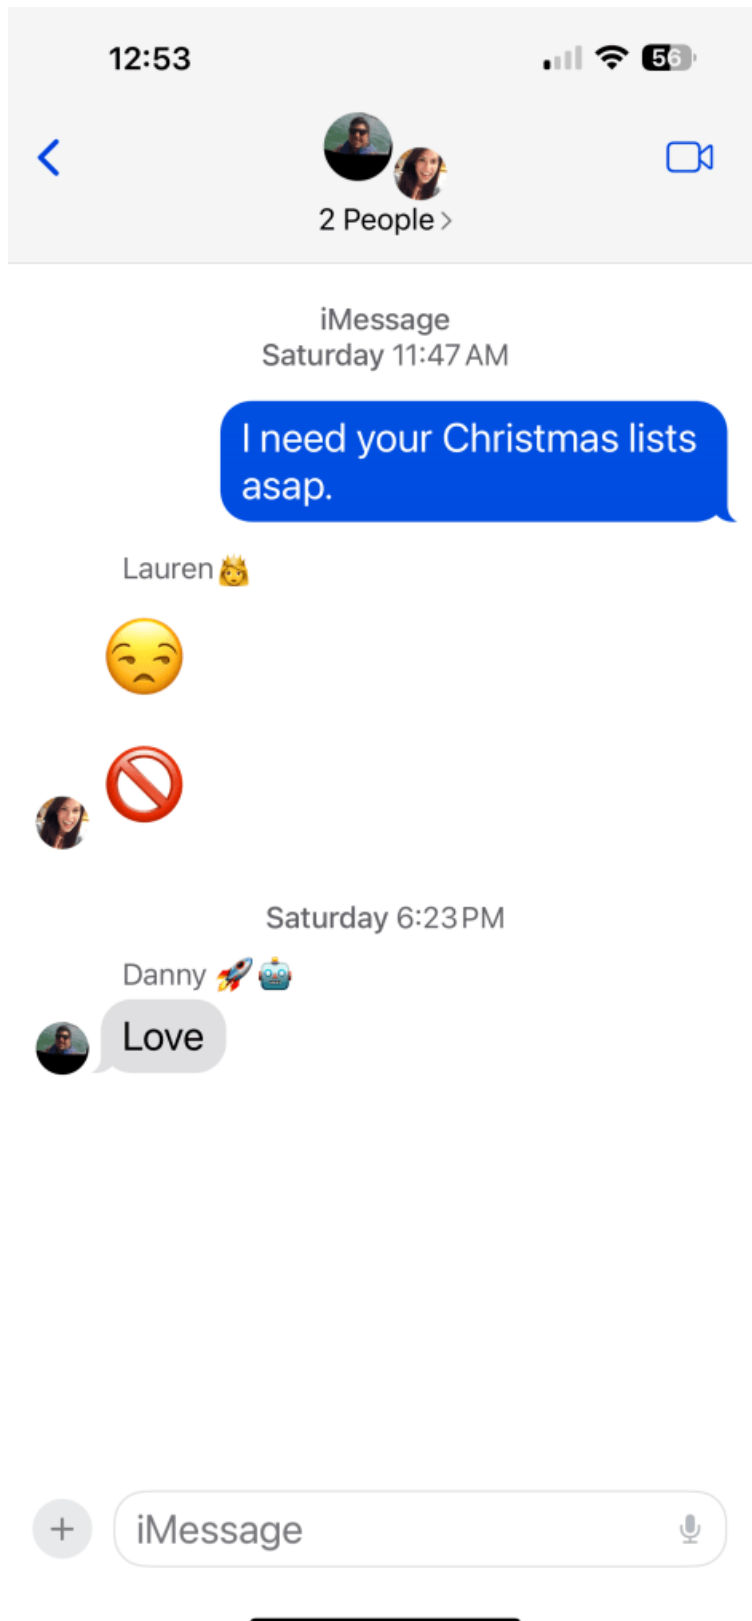 12:53
56
2 People >
iMessage
Saturday 11:47 AM
I need your Christmas lists
asap.
Lauren👸
😒
🚫
Saturday 6:23 PM
Danny 🚀🤖
Love
+
iMessage